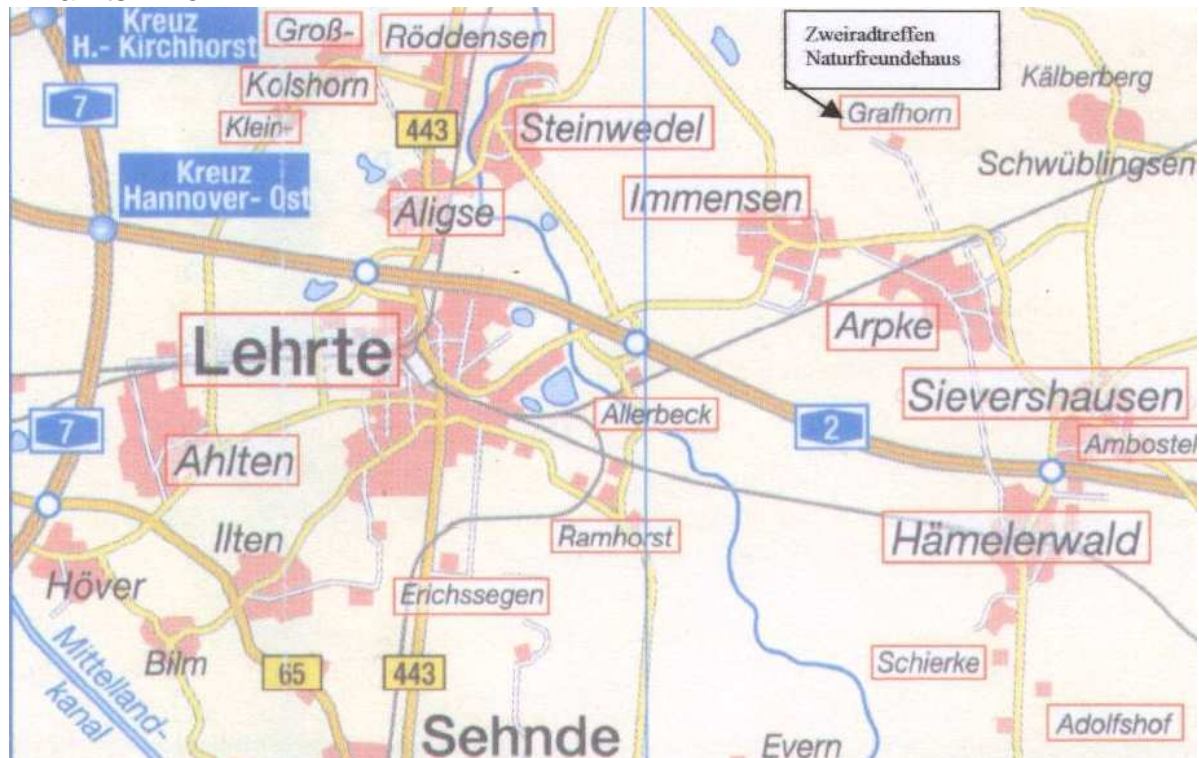 Kreuz
H.- Kirchhorst
Groß-
Röddensen
Zweiradtreffen
Naturfreundehaus
Kolshorn
Kälberberg
7
Klein-
443
Steinwedel
Grafhorn
Schwüblingsen
Kreuz
Hannover- Ost
Aligse
Immensen
Lehrte
Arpke
Sievershausen
7
Allerbeck
2
Ahlten
Ambostel
Ilten
Ramhorst
Hämelerwald
Höver
Erichssegen
Mittelland-
kanal
Bilm
65
443
Schierke
Sehnde
Evern
Adolfshof